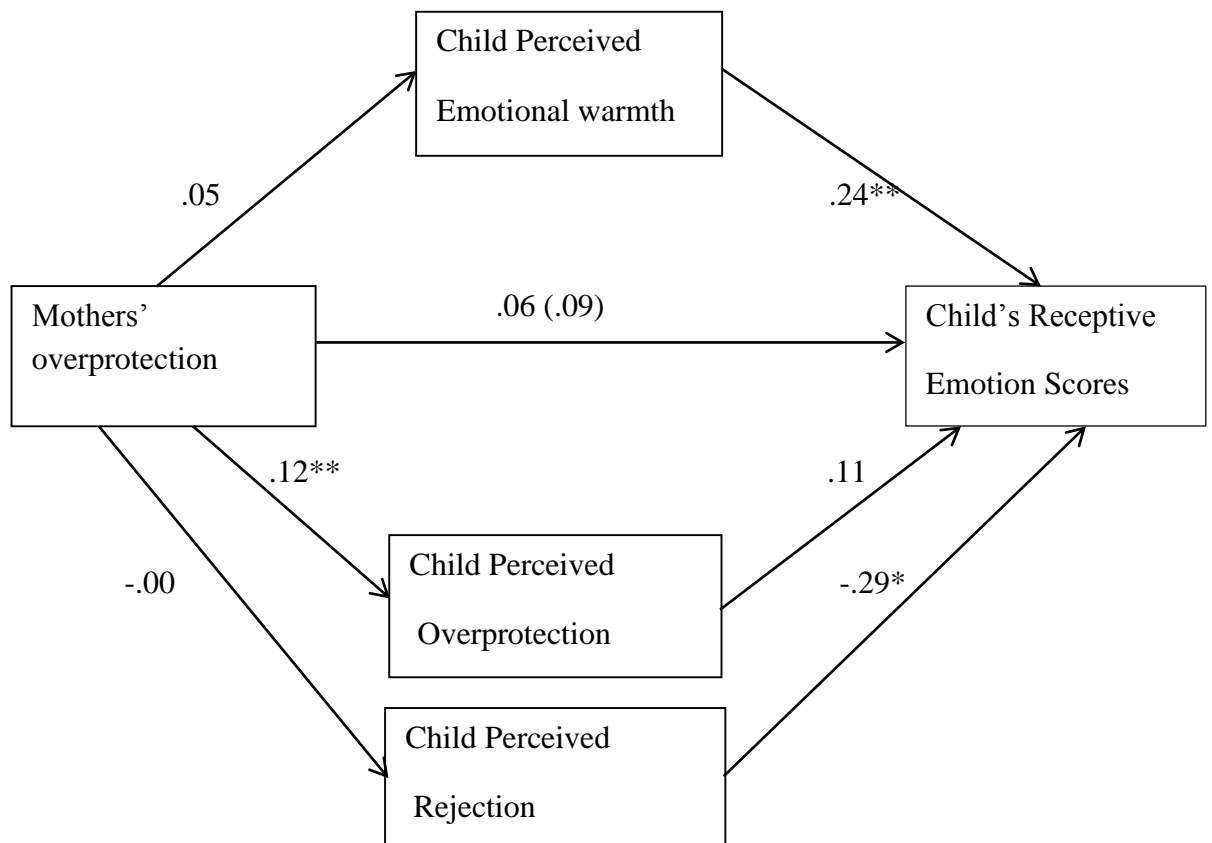 Child Perceived
Emotional warmth
.05
.24**
Mothers’
overprotection
.06 (.09)
Child’s Receptive
Emotion Scores
.12**
.11
-.00
-.29*
Child Perceived
Overprotection
Child Perceived
Rejection